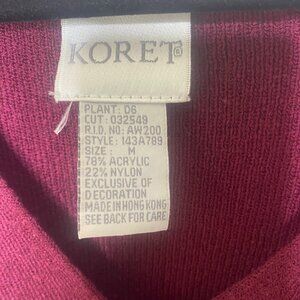 KORET®
PLANT: D6
CUT: 032549
R.I.D. NO: AW200
STYLE: 143A789
SIZE: M
78% ACRYLIC
22% NYLON
EXCLUSIVE OF
DECORATION
MADE IN HONG KONG
SEE BACK FOR CARE